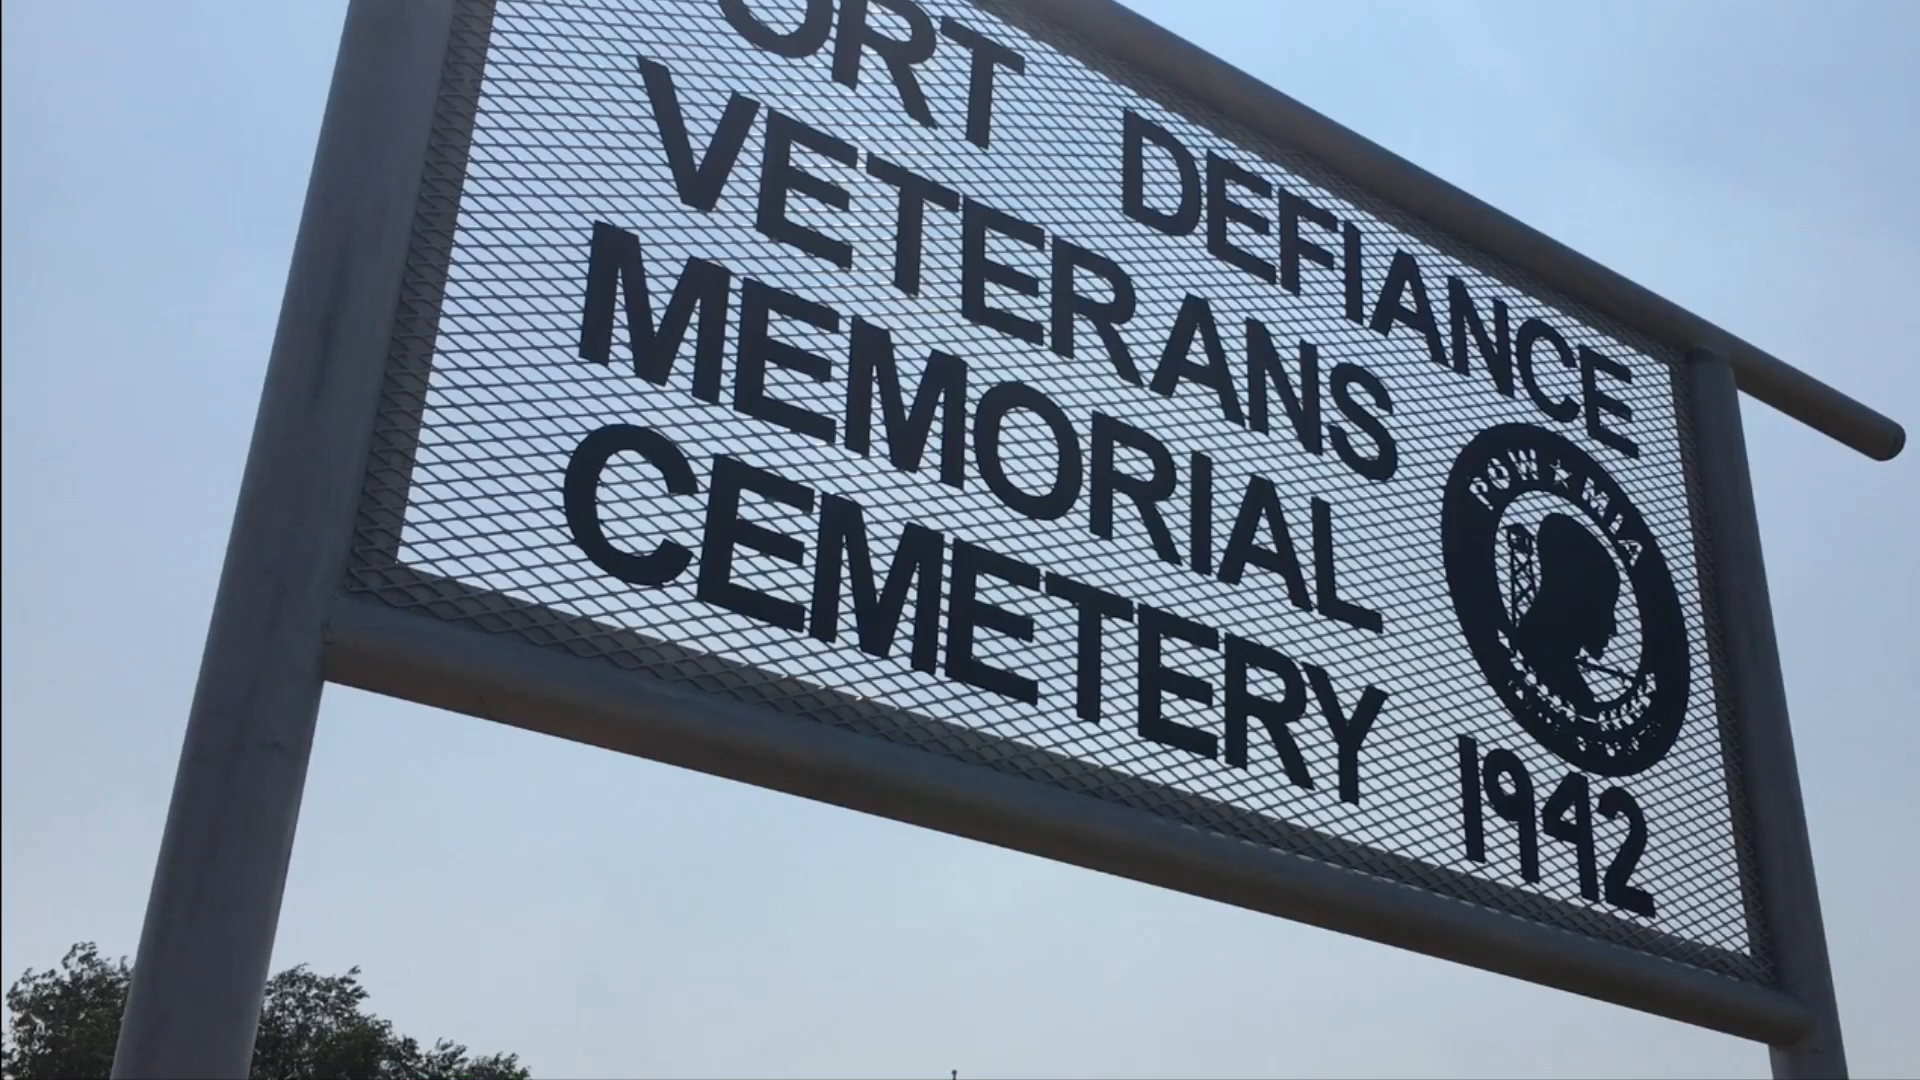 ORT DEFIANCE
VETERANS
MEMORIAL
CEMETERY
POW ★ MIA
1942